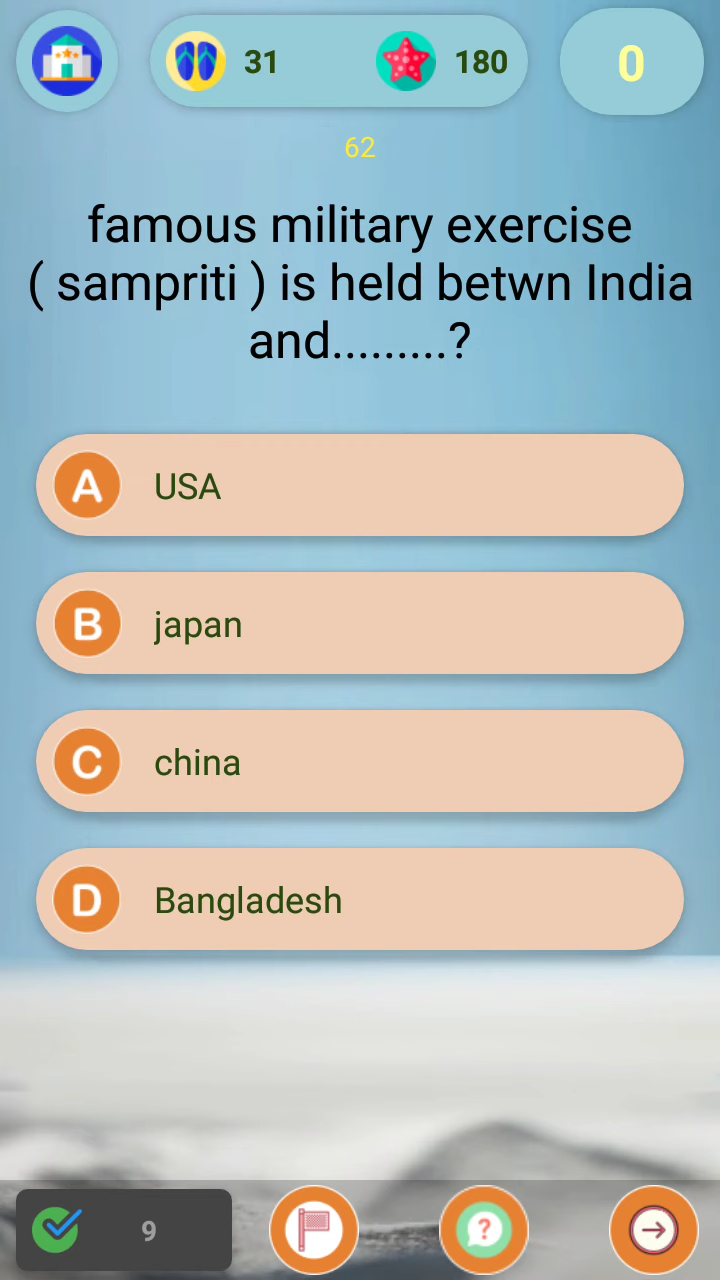 31
180
0
62
famous military exercise
( sampriti ) is held betwn India
and.........?
A USA
B japan
C china
D Bangladesh
9
?